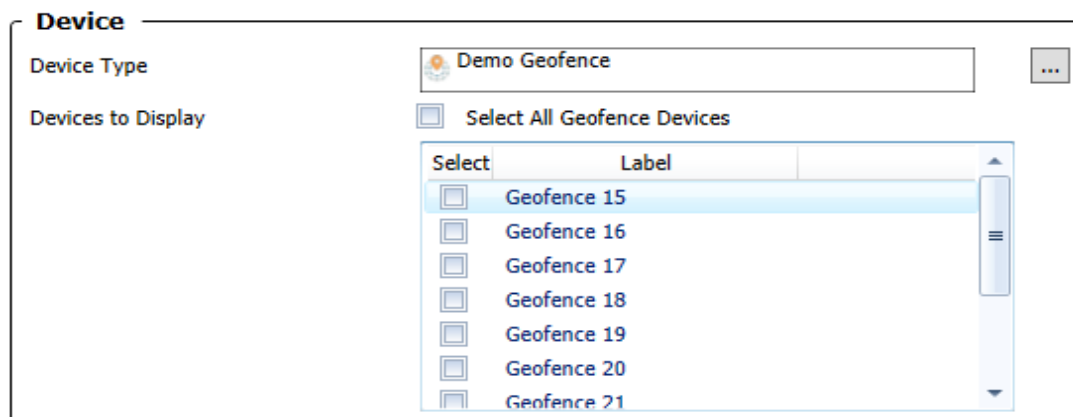 Device
Device Type Demo Geofence ...
Devices to Display Select All Geofence Devices
Select Label
Geofence 15
Geofence 16
Geofence 17
Geofence 18
Geofence 19
Geofence 20
Geofence 21